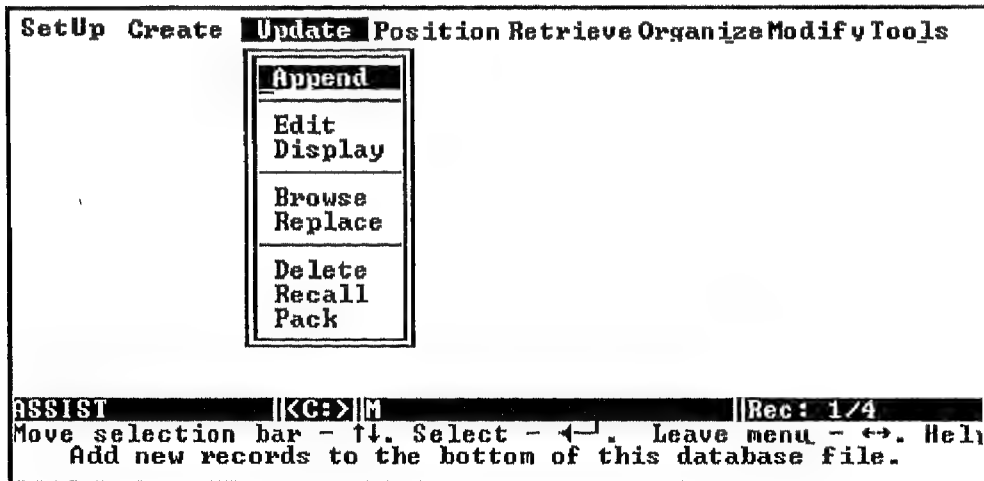 SetUp Create Update Position Retrieve Organize Modify Tools
Append
Edit
Display
Browse
Replace
Delete
Recall
Pack
ASSIST ||<C:>||M ||Rec: 1/4
Move selection bar - ↑↓. Select - ←┘. Leave menu - ↔. Hel
Add new records to the bottom of this database file.